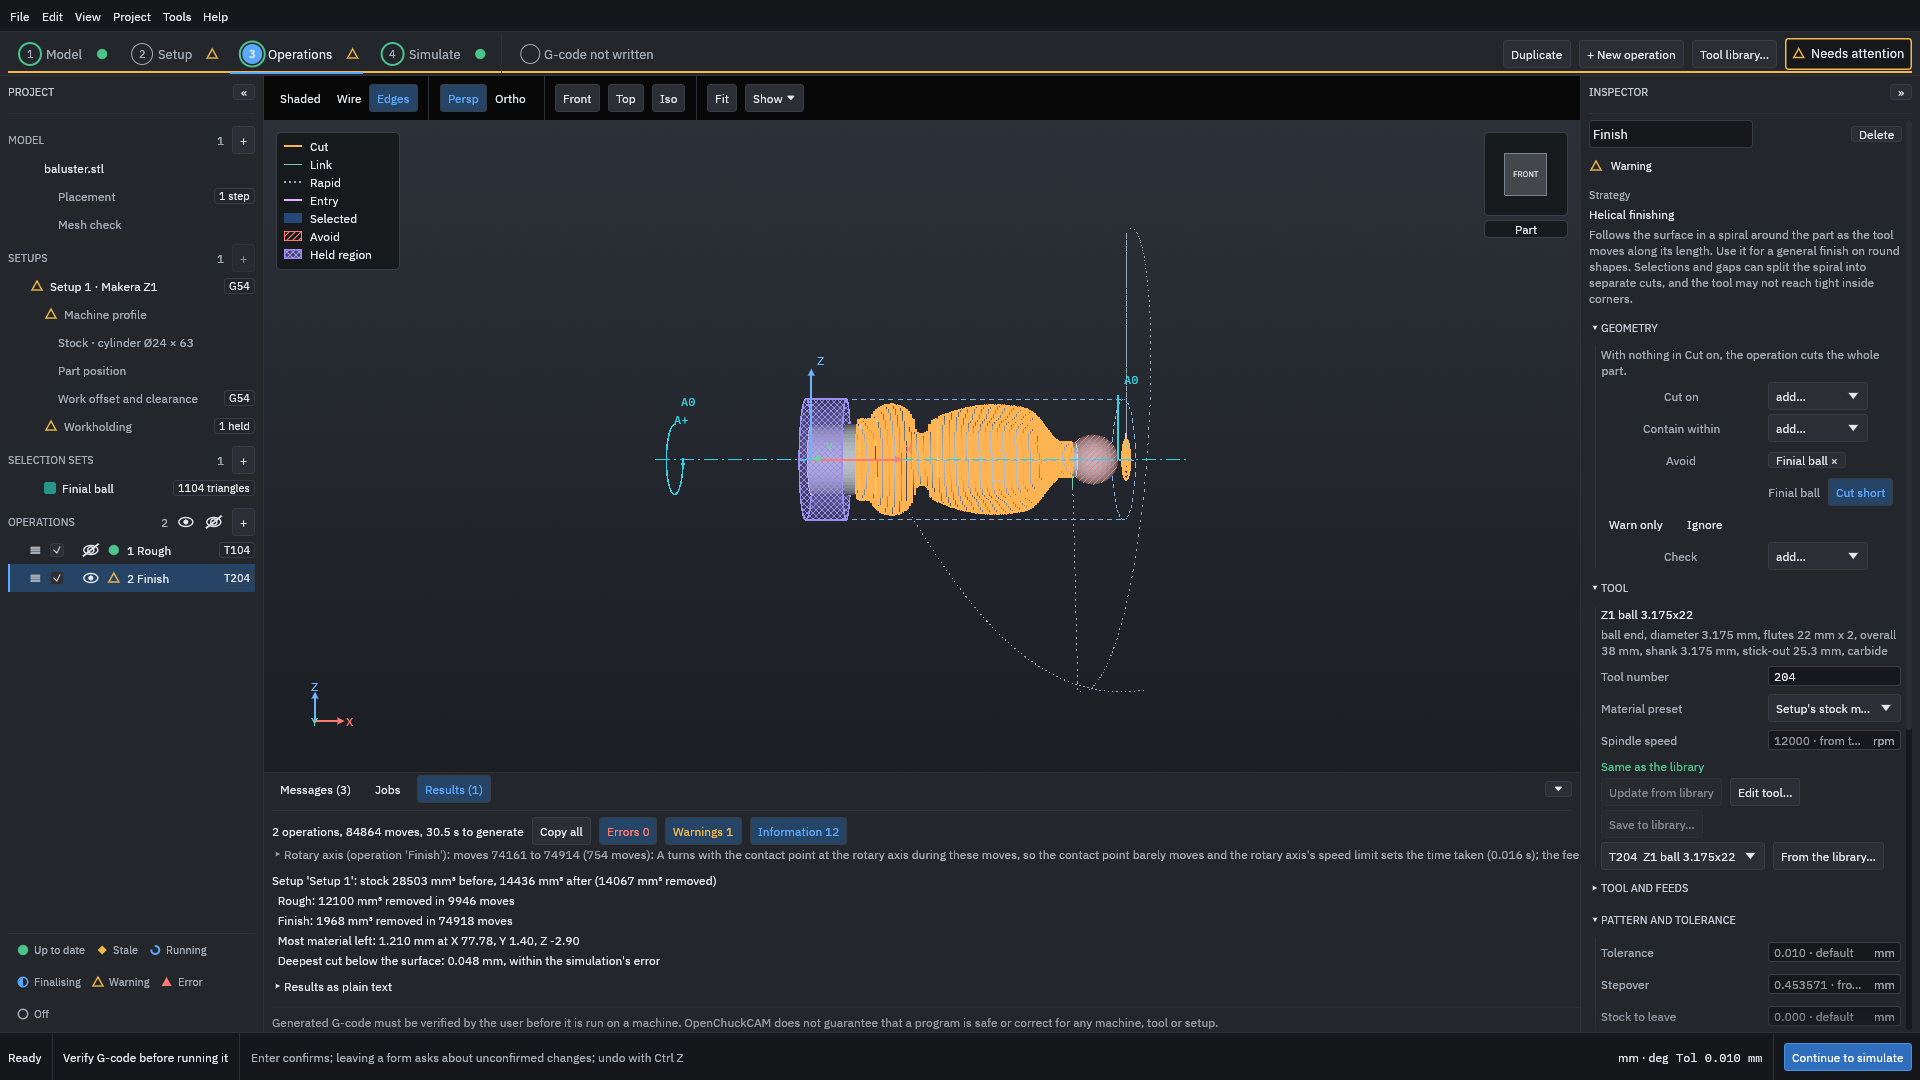 File Edit View Project Tools Help
1 Model 2 Setup 3 Operations 4 Simulate G-code not written
Duplicate + New operation Tool library... Needs attention
PROJECT «
MODEL 1 +
baluster.stl
Placement 1 step
Mesh check
SETUPS 1 +
Setup 1 · Makera Z1 G54
Machine profile
Stock · cylinder Ø24 × 63
Part position
Work offset and clearance G54
Workholding 1 held
SELECTION SETS 1 +
Finial ball 1104 triangles
OPERATIONS 2 +
1 Rough T104
2 Finish T204
Up to date Stale Running
Finalising Warning Error
Off
Shaded Wire Edges Persp Ortho Front Top Iso Fit Show
Cut
Link
Rapid
Entry
Selected
Avoid
Held region
FRONT
Part
Z
A0
A0
A+
Z
Y X
Messages (3) Jobs Results (1)
2 operations, 84864 moves, 30.5 s to generate Copy all Errors 0 Warnings 1 Information 12
Rotary axis (operation 'Finish'): moves 74161 to 74914 (754 moves): A turns with the contact point at the rotary axis during these moves, so the contact point barely moves and the rotary axis's speed limit sets the time taken (0.016 s); the fee
Setup 'Setup 1': stock 28503 mm³ before, 14436 mm³ after (14067 mm³ removed)
Rough: 12100 mm³ removed in 9946 moves
Finish: 1968 mm³ removed in 74918 moves
Most material left: 1.210 mm at X 77.78, Y 1.40, Z -2.90
Deepest cut below the surface: 0.048 mm, within the simulation's error
Results as plain text
Generated G-code must be verified by the user before it is run on a machine. OpenChuckCAM does not guarantee that a program is safe or correct for any machine, tool or setup.
INSPECTOR »
Finish Delete
Warning
Strategy
Helical finishing
Follows the surface in a spiral around the part as the tool
moves along its length. Use it for a general finish on round
shapes. Selections and gaps can split the spiral into
separate cuts, and the tool may not reach tight inside
corners.
GEOMETRY
With nothing in Cut on, the operation cuts the whole
part.
Cut on add...
Contain within add...
Avoid Finial ball ×
Finial ball Cut short
Warn only Ignore
Check add...
TOOL
Z1 ball 3.175x22
ball end, diameter 3.175 mm, flutes 22 mm x 2, overall
38 mm, shank 3.175 mm, stick-out 25.3 mm, carbide
Tool number 204
Material preset Setup's stock m...
Spindle speed 12000 · from t... rpm
Same as the library
Update from library Edit tool...
Save to library...
T204 Z1 ball 3.175x22 From the library...
TOOL AND FEEDS
PATTERN AND TOLERANCE
Tolerance 0.010 · default mm
Stepover 0.453571 · fro... mm
Stock to leave 0.000 · default mm
Ready Verify G-code before running it Enter confirms; leaving a form asks about unconfirmed changes; undo with Ctrl Z mm · deg Tol 0.010 mm Continue to simulate